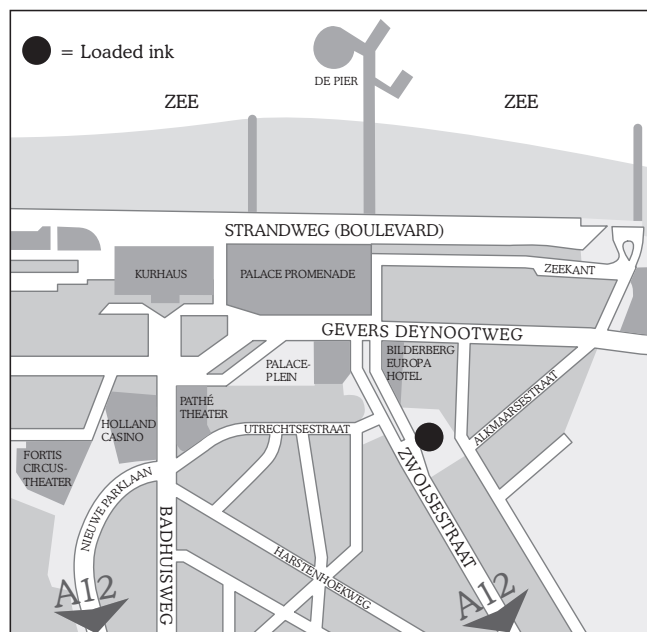 = Loaded ink
DE PIER
ZEE
ZEE
STRANDWEG (BOULEVARD)
KURHAUS
PALACE PROMENADE
ZEEKANT
GEVERS DEYNOOTWEG
PALACE-
PLEIN
BILDERBERG
EUROPA
HOTEL
PATHÉ
THEATER
HOLLAND
CASINO
UTRECHTSESTRAAT
ALKMAARSESTRAAT
FORTIS
CIRCUS-
THEATER
NIEUWE PARKLAAN
ZWOLSESTRAAT
BADHUISWEG
HARSTENHOEKWEG
A12
A12